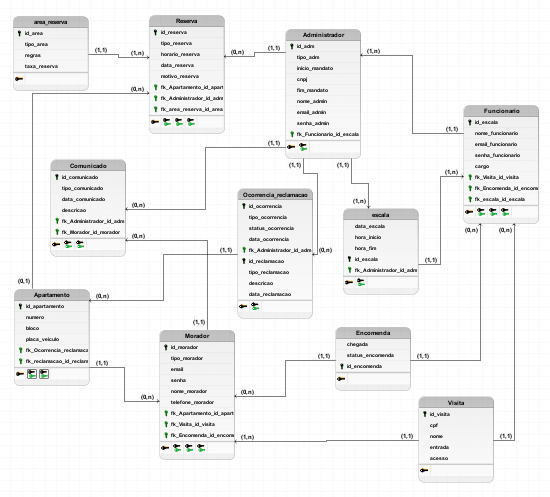 area_reserva
id_area
tipo_area
regras
taxa_reserva
(1,1)
(1,n)
Reserva
id_reserva
tipo_reserva
horario_reserva
data_reserva
motivo_reserva
fk_Apartamento_id_apart
fk_Administrador_id_adm
fk_area_reserva_id_area
(0,n)
(0,n)
(1,1)
Administrador
id_adm
tipo_adm
inicio_mandato
cnpj
fim_mandato
nome_admin
email_admin
senha_admin
fk_Funcionario_id_escala
(1,n)
(1,1)
(1,n)
(1,1)
(1,n)
Funcionario
id_escala
nome_funcionario
email_funcionario
senha_funcionario
cargo
fk_Visita_id_visita
fk_Encomenda_id_encom
fk_escala_id_escala
(1,n)
(0,n)
(0,n)
Comunicado
id_comunicado
tipo_comunicado
data_comunicado
descricao
fk_Administrador_id_adm
fk_Morador_id_morador
(0,n)
(0,n)
Ocorrencia_reclamacao
id_ocorrencia
tipo_ocorrencia
status_ocorrencia
data_ocorrencia
fk_Administrador_id_adm
id_reclamacao
tipo_reclamacao
descricao
data_reclamacao
(1,1)
(0,n)
escala
data_escala
hora_inicio
hora_fim
id_escala
fk_Administrador_id_adm
(1,1)
(0,1)
Apartamento
id_apartamento
numero
bloco
placa_veiculo
fk_Ocorrencia_reclamac
fk_reclamacao_id_reclam
(0,n)
(1,1)
(0,n)
(1,1)
Morador
id_morador
tipo_morador
email
senha
nome_morador
telefone_morador
fk_Apartamento_id_apart
fk_Visita_id_visita
fk_Encomenda_id_encom
(0,n)
(1,n)
Encomenda
chegada
status_encomenda
id_encomenda
(1,1)
(1,1)
Visita
id_visita
cpf
nome
entrada
acesso
(1,1)
(1,1)